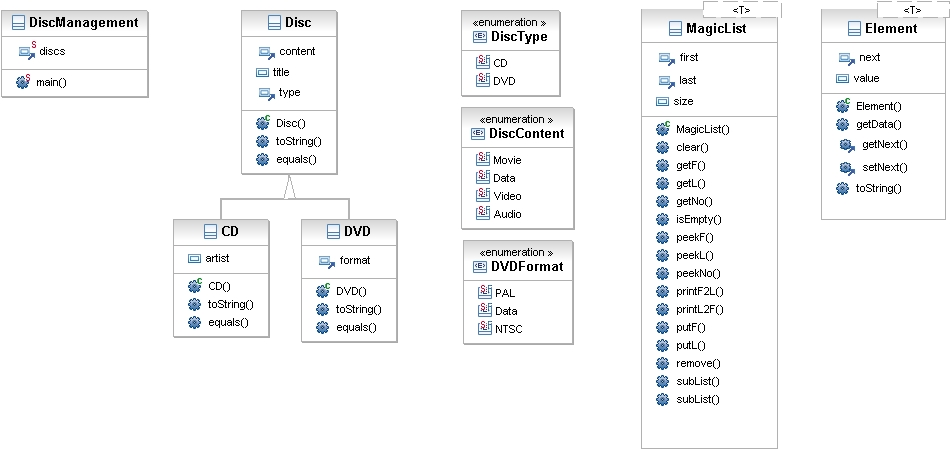 DiscManagement
S discs
S main()
Disc
content
title
type
C Disc()
toString()
equals()
CD
artist
C CD()
toString()
equals()
DVD
format
C DVD()
toString()
equals()
«enumeration »
DiscType
CD
DVD
«enumeration »
DiscContent
Movie
Data
Video
Audio
«enumeration »
DVDFormat
PAL
Data
NTSC
<T>
MagicList
first
last
size
C MagicList()
clear()
getF()
getL()
getNo()
isEmpty()
peekF()
peekL()
peekNo()
printF2L()
printL2F()
putF()
putL()
remove()
subList()
subList()
<T>
Element
next
value
C Element()
getData()
getNext()
setNext()
toString()